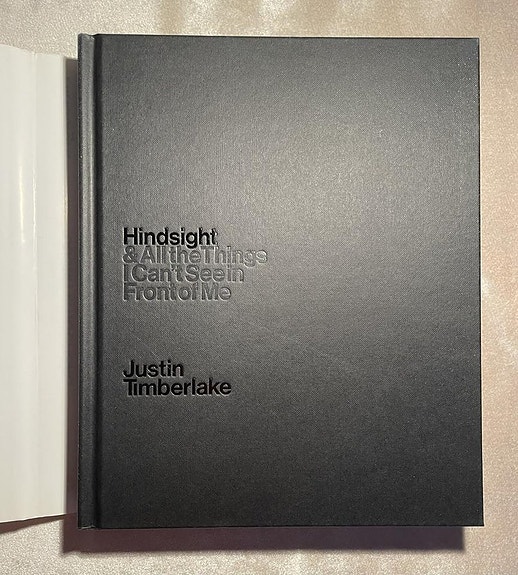 Hindsight
& All the Things
I Can't See in
Front of Me
Justin
Timberlake